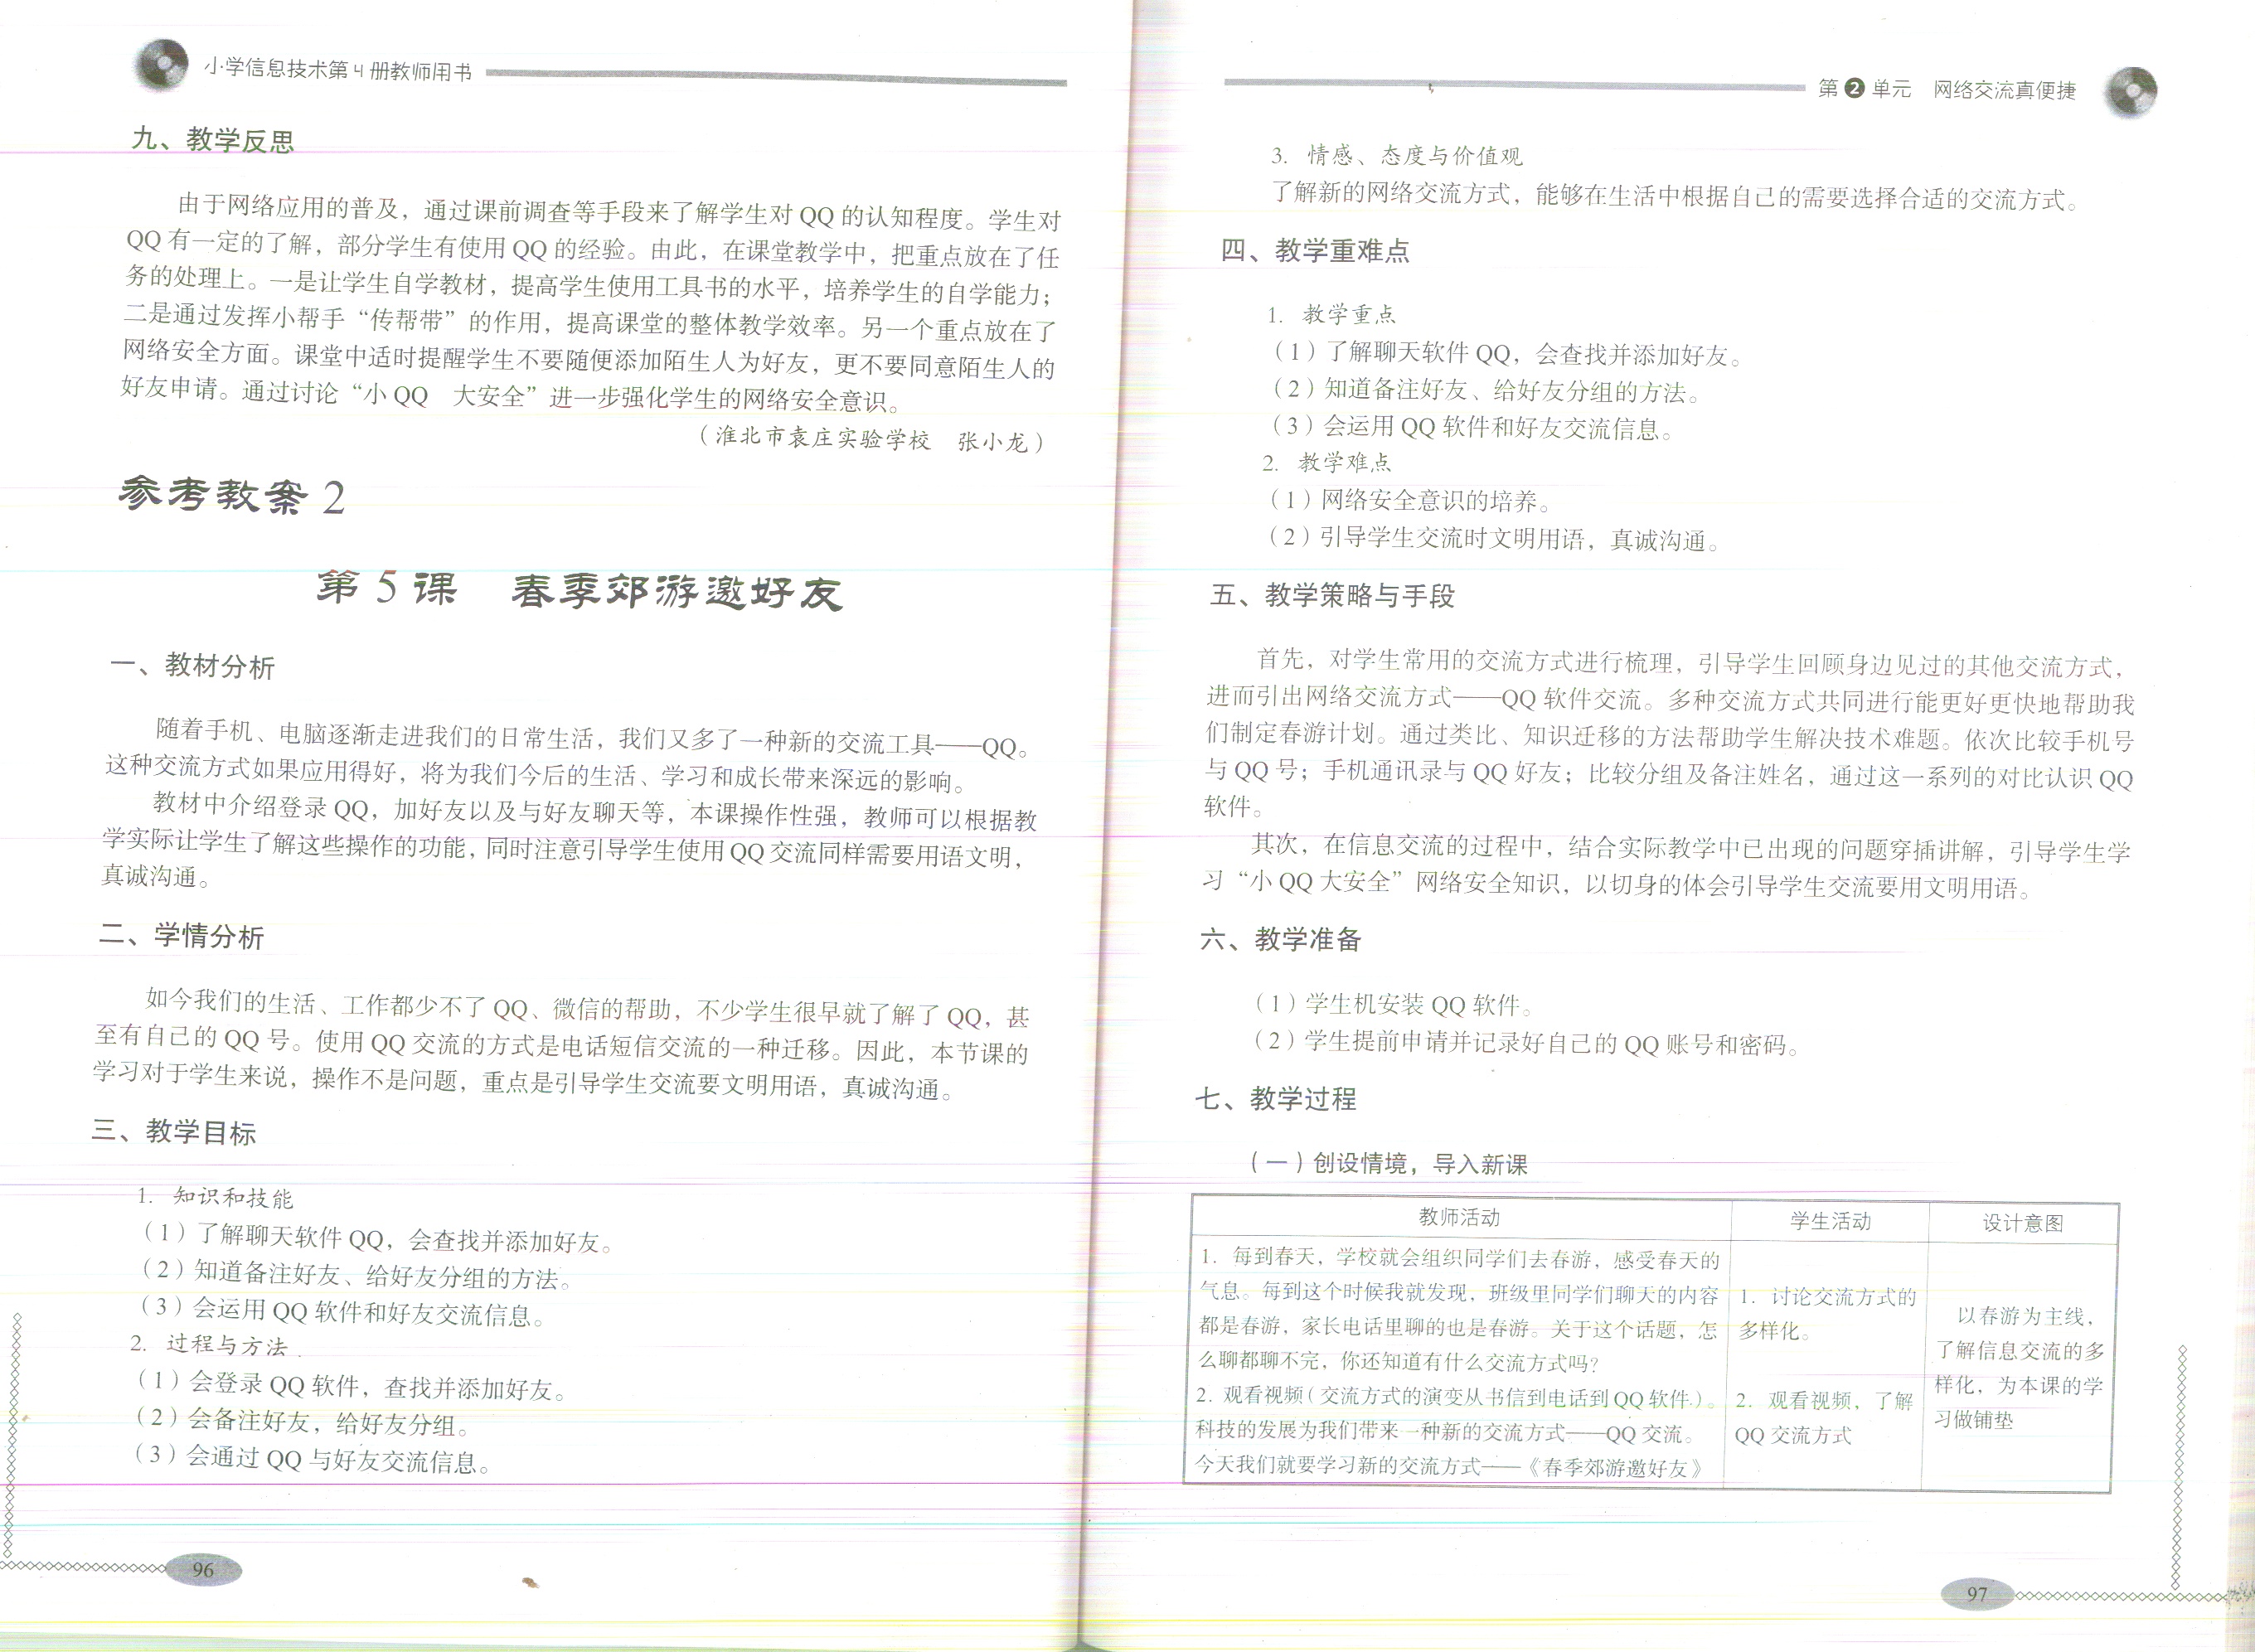 小学信息技术第4册教师用书
九、教学反思
由于网络应用的普及，通过课前调查等手段来了解学生对QQ的认知程度。学生对
QQ有一定的了解，部分学生有使用QQ的经验。由此，在课堂教学中，把重点放在了任
务的处理上。一是让学生自学教材，提高学生使用工具书的水平，培养学生的自学能力；
二是通过发挥小帮手“传帮带”的作用，提高课堂的整体教学效率。另一个重点放在了
网络安全方面。课堂中适时提醒学生不要随便添加陌生人为好友，更不要同意陌生人的
好友申请。通过讨论“小QQ 大安全”进一步强化学生的网络安全意识。
（淮北市袁庄实验学校 张小龙）
参考教案2
第5课 春季郊游邀好友
一、教材分析
随着手机、电脑逐渐走进我们的日常生活，我们又多了一种新的交流工具——QQ。
这种交流方式如果应用得好，将为我们今后的生活、学习和成长带来深远的影响。
教材中介绍登录QQ，加好友以及与好友聊天等，本课操作性强，教师可以根据教
学实际让学生了解这些操作的功能，同时注意引导学生使用QQ交流同样需要用语文明，
真诚沟通。
二、学情分析
如今我们的生活、工作都少不了QQ、微信的帮助，不少学生很早就了解了QQ，甚
至有自己的QQ号。使用QQ交流的方式是电话短信交流的一种迁移。因此，本节课的
学习对于学生来说，操作不是问题，重点是引导学生交流要文明用语，真诚沟通。
三、教学目标
1. 知识和技能
（1）了解聊天软件QQ，会查找并添加好友。
（2）知道备注好友、给好友分组的方法。
（3）会运用QQ软件和好友交流信息。
2. 过程与方法
（1）会登录QQ软件，查找并添加好友。
（2）会备注好友，给好友分组。
（3）会通过QQ与好友交流信息。
96
第2单元 网络交流真便捷
3. 情感、态度与价值观
了解新的网络交流方式，能够在生活中根据自己的需要选择合适的交流方式。
四、教学重难点
1. 教学重点
（1）了解聊天软件QQ，会查找并添加好友。
（2）知道备注好友、给好友分组的方法。
（3）会运用QQ软件和好友交流信息。
2. 教学难点
（1）网络安全意识的培养。
（2）引导学生交流时文明用语，真诚沟通。
五、教学策略与手段
首先，对学生常用的交流方式进行梳理，引导学生回顾身边见过的其他交流方式，
进而引出网络交流方式——QQ软件交流。多种交流方式共同进行能更好更快地帮助我
们制定春游计划。通过类比、知识迁移的方法帮助学生解决技术难题。依次比较手机号
与QQ号；手机通讯录与QQ好友；比较分组及备注姓名，通过这一系列的对比认识QQ
软件。
其次，在信息交流的过程中，结合实际教学中已出现的问题穿插讲解，引导学生学
习“小QQ大安全”网络安全知识，以切身的体会引导学生交流要用文明用语。
六、教学准备
（1）学生机安装QQ软件。
（2）学生提前申请并记录好自己的QQ账号和密码。
七、教学过程
（一）创设情境，导入新课
教师活动
学生活动
设计意图
1. 每到春天，学校就会组织同学们去春游，感受春天的
气息。每到这个时候我就发现，班级里同学们聊天的内容
都是春游，家长电话里聊的也是春游。关于这个话题，怎
么聊都聊不完，你还知道有什么交流方式吗？
2. 观看视频（交流方式的演变从书信到电话到QQ软件）。
科技的发展为我们带来一种新的交流方式——QQ交流。
今天我们就要学习新的交流方式——《春季郊游邀好友》
1. 讨论交流方式的
多样化。
2. 观看视频，了解
QQ交流方式
以春游为主线，
了解信息交流的多
样化，为本课的学
习做铺垫
97